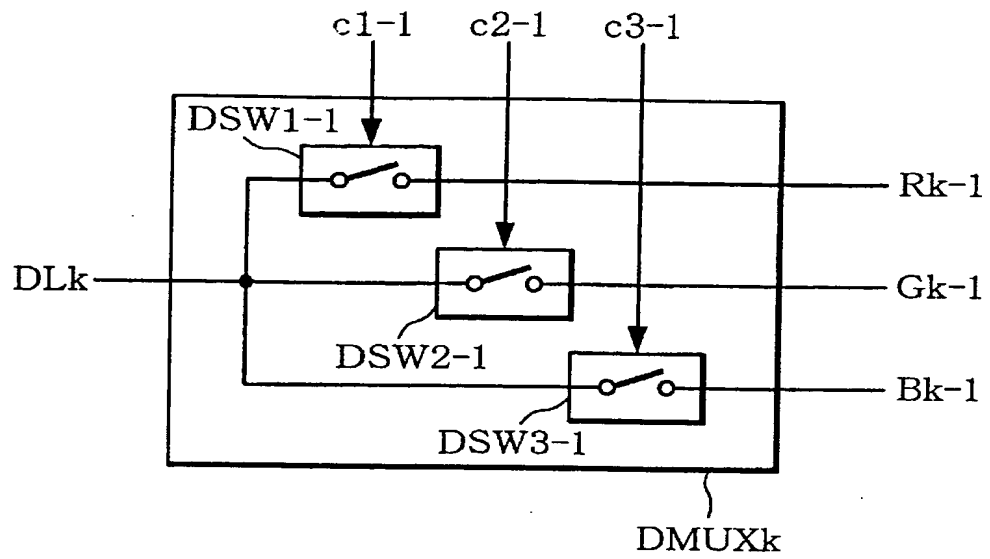 c1-1 c2-1 c3-1
DSW1-1
Rk-1
DLk
Gk-1
DSW2-1
Bk-1
DSW3-1
DMUXk